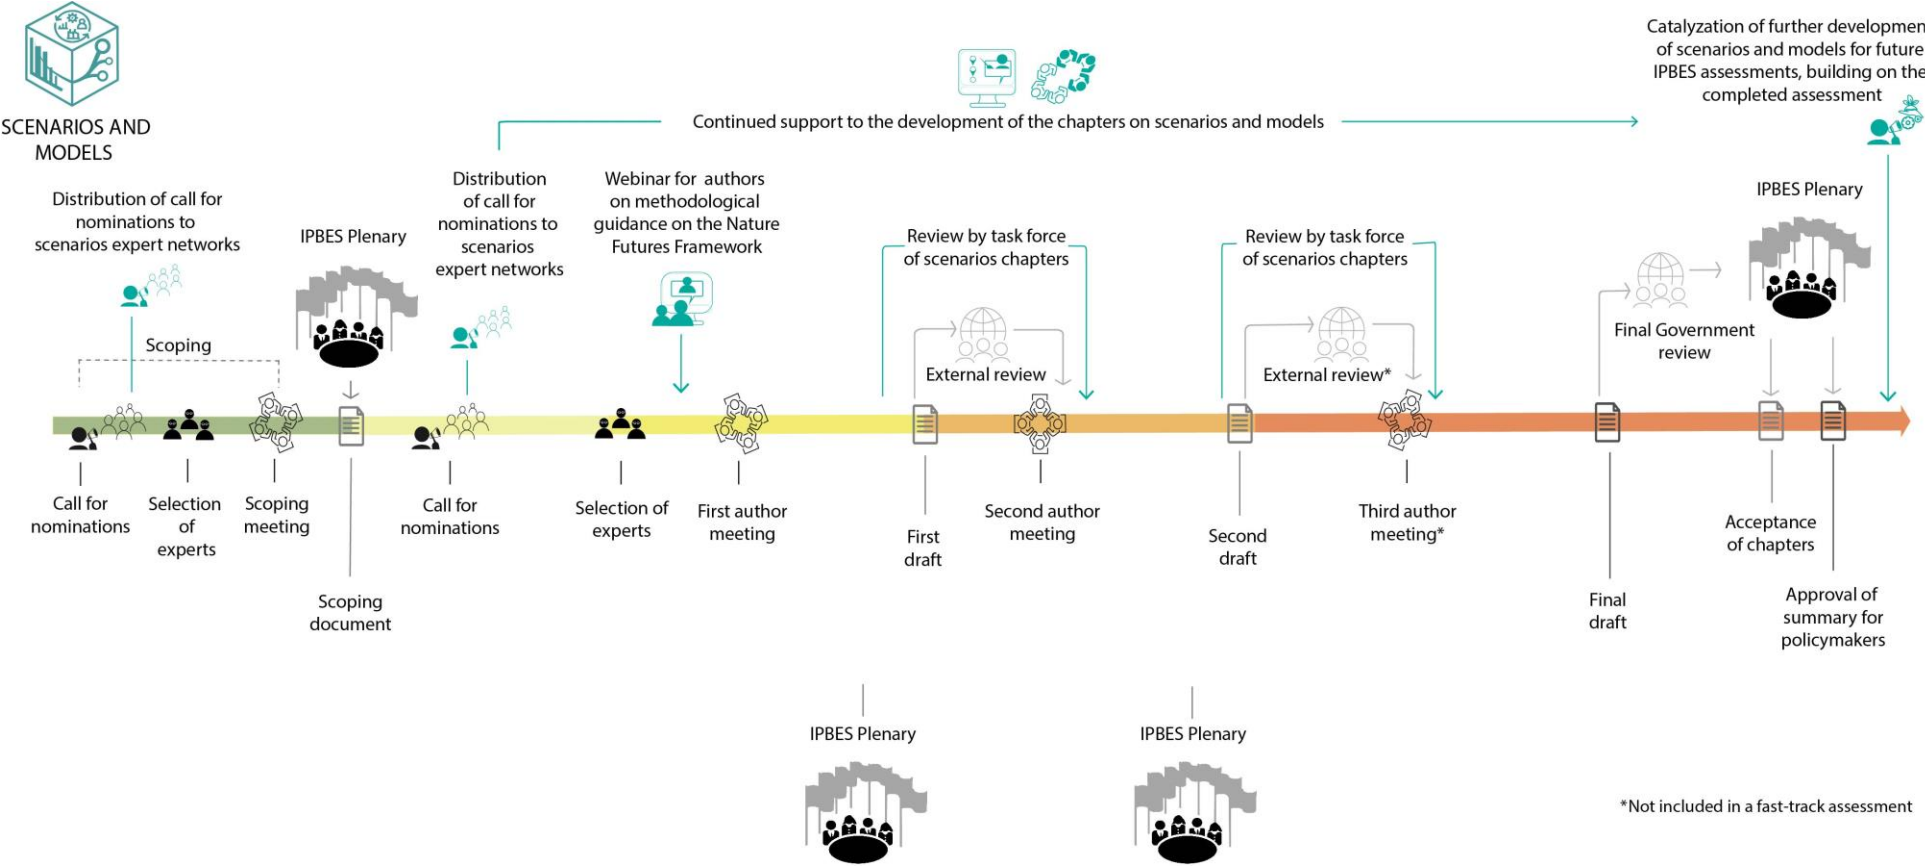 SCENARIOS AND
MODELS
Distribution of call for
nominations to
scenarios expert networks
Scoping
IPBES Plenary
Distribution
of call for
nominations to
scenarios
expert networks
Continued support to the development of the chapters on scenarios and models
Webinar for authors
on methodological
guidance on the Nature
Futures Framework
Review by task force
of scenarios chapters
External review
Review by task force
of scenarios chapters
External review*
Final Government
review
IPBES Plenary
Catalyzation of further developmen
of scenarios and models for future
IPBES assessments, building on the
completed assessment
Call for
nominations
Selection
of
experts
Scoping
meeting
Scoping
document
Call for
nominations
Selection of
experts
First author
meeting
First
draft
Second author
meeting
Second
draft
Third author
meeting*
Final
draft
Acceptance
of chapters
Approval of
summary for
policymakers
IPBES Plenary
IPBES Plenary
*Not included in a fast-track assessment